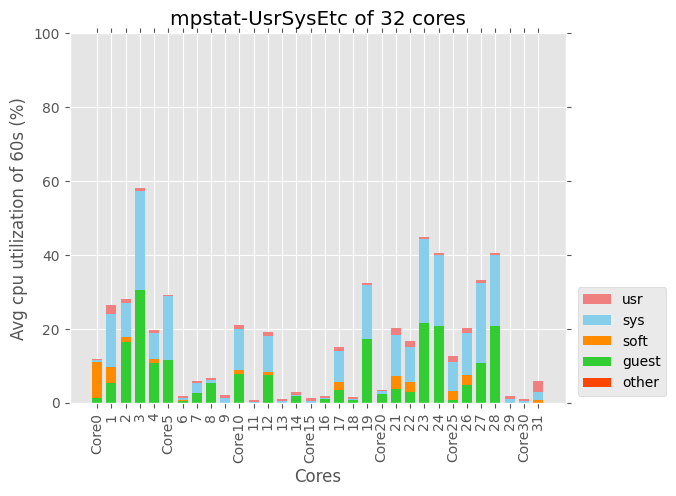 mpstat-UsrSysEtc of 32 cores
Avg cpu utilization of 60s (%)
100
80
60
40
20
0
Core0
1
2
3
4
Core5
6
7
8
9
Core10
11
12
13
14
Core15
16
17
18
19
Core20
21
22
23
24
Core25
26
27
28
29
Core30
31
Cores
usr
sys
soft
guest
other